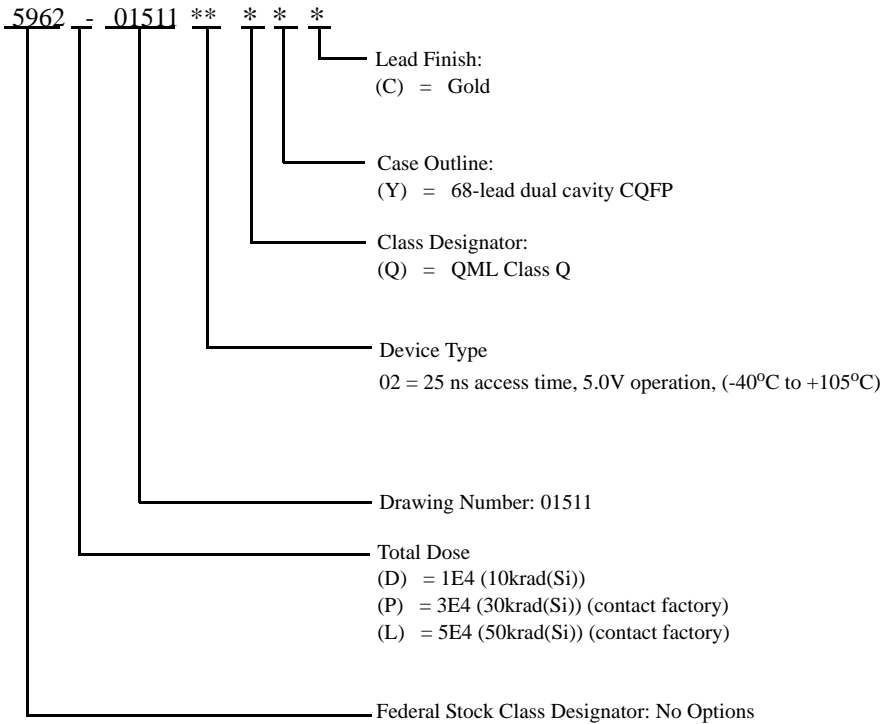 5962 - 01511 ** * * *
Lead Finish:
(C) = Gold
Case Outline:
(Y) = 68-lead dual cavity CQFP
Class Designator:
(Q) = QML Class Q
Device Type
02 = 25 ns access time, 5.0V operation, (-40°C to +105°C)
Drawing Number: 01511
Total Dose
(D) = 1E4 (10krad(Si))
(P) = 3E4 (30krad(Si)) (contact factory)
(L) = 5E4 (50krad(Si)) (contact factory)
Federal Stock Class Designator: No Options